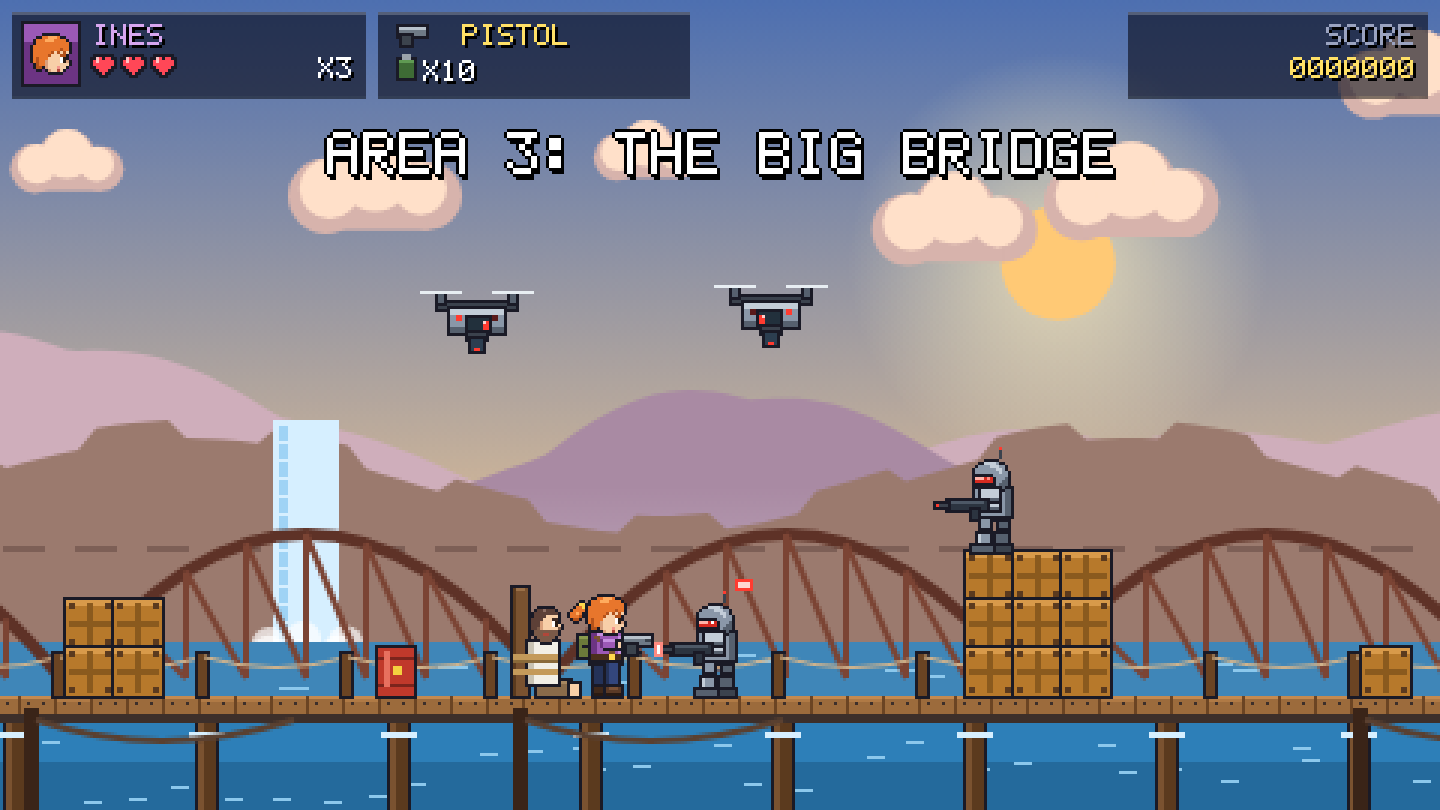 INES
X3
PISTOL
X10
SCORE
0000000
AREA 3: THE BIG BRIDGE